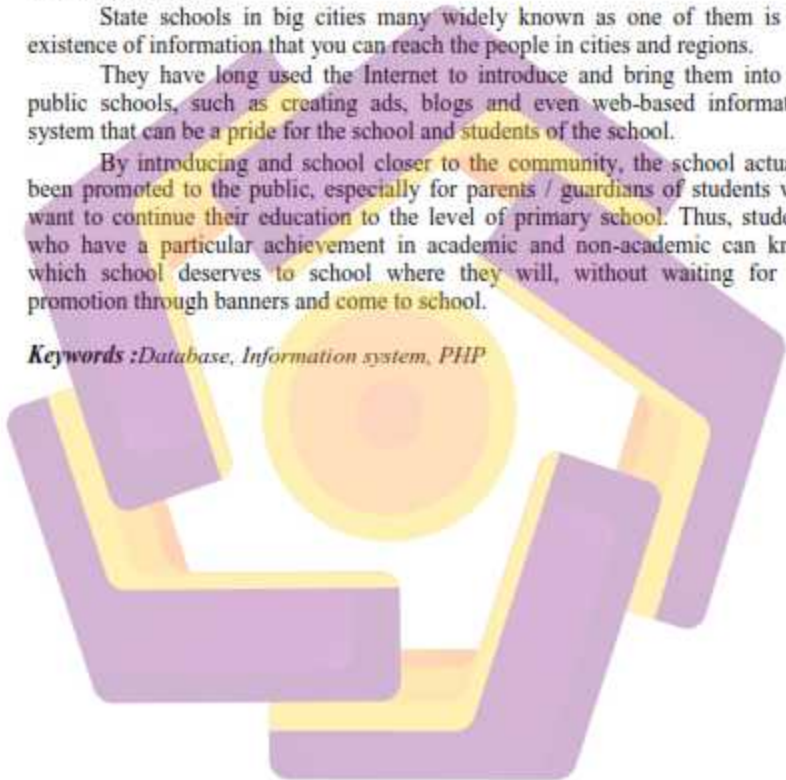 State schools in big cities many widely known as one of them is
existence of information that you can reach the people in cities and regions.
They have long used the Internet to introduce and bring them into
public schools, such as creating ads, blogs and even web-based informat
system that can be a pride for the school and students of the school.
By introducing and school closer to the community, the school actua
been promoted to the public, especially for parents / guardians of students w
want to continue their education to the level of primary school. Thus, stude
who have a particular achievement in academic and non-academic can kn
which school deserves to school where they will, without waiting for
promotion through banners and come to school.
Keywords :Database, Information system, PHP